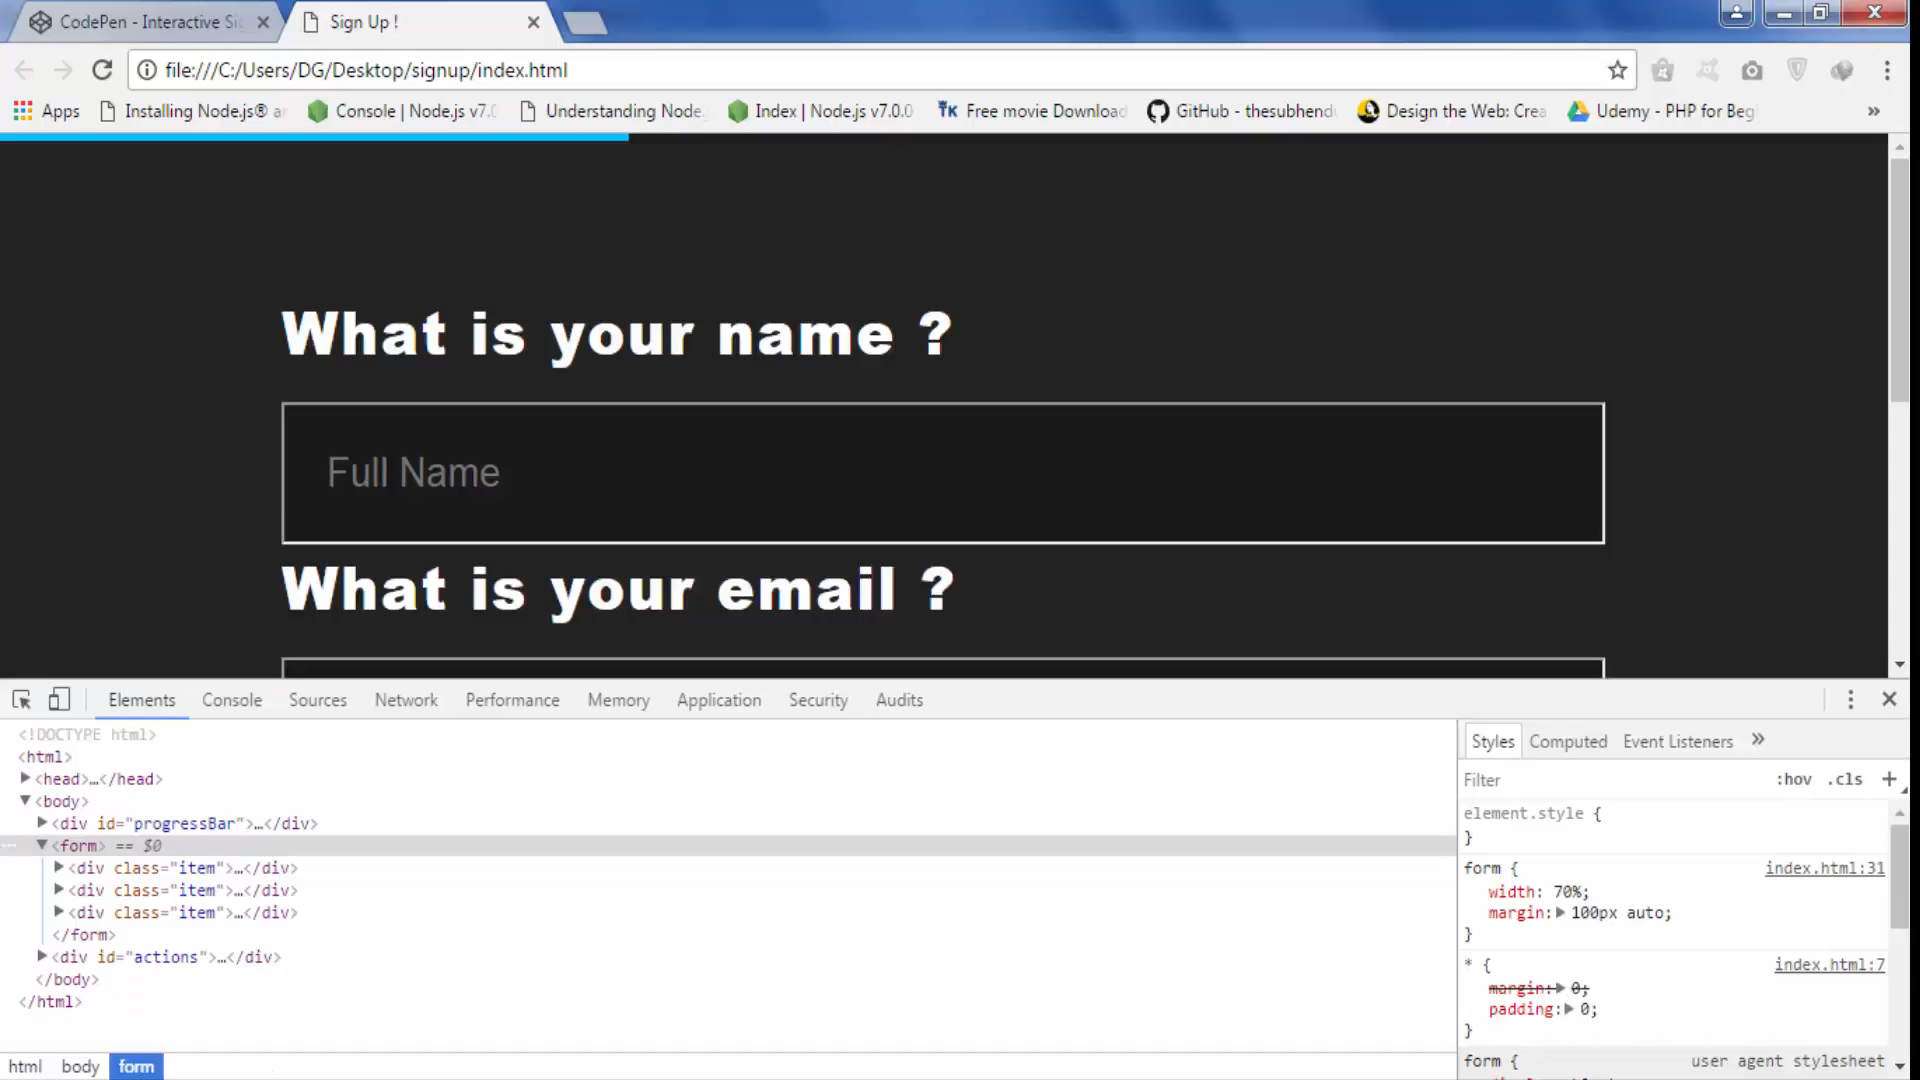 CodePen - Interactive Si
Sign Up !
file:///C:/Users/DG/Desktop/signup/index.html
Apps Installing Node.js® a Console | Node.js v7.0 Understanding Node. Index | Node.js v7.0.0 Free movie Download GitHub - thesubhend Design the Web: Crea Udemy - PHP for Beg »
What is your name ?
Full Name
What is your email ?
Elements Console Sources Network Performance Memory Application Security Audits
<!DOCTYPE html>
<html>
<head>…</head>
<body>
<div id="progressBar">…</div>
<form> == $0
<div class="item">…</div>
<div class="item">…</div>
<div class="item">…</div>
</form>
<div id="actions">…</div>
</body>
</html>
html body form
Styles Computed Event Listeners »
Filter :hov .cls +
element.style {
}
form { index.html:31
width: 70%;
margin: 100px auto;
}
* { index.html:7
margin: 0;
padding: 0;
}
form { user agent stylesheet